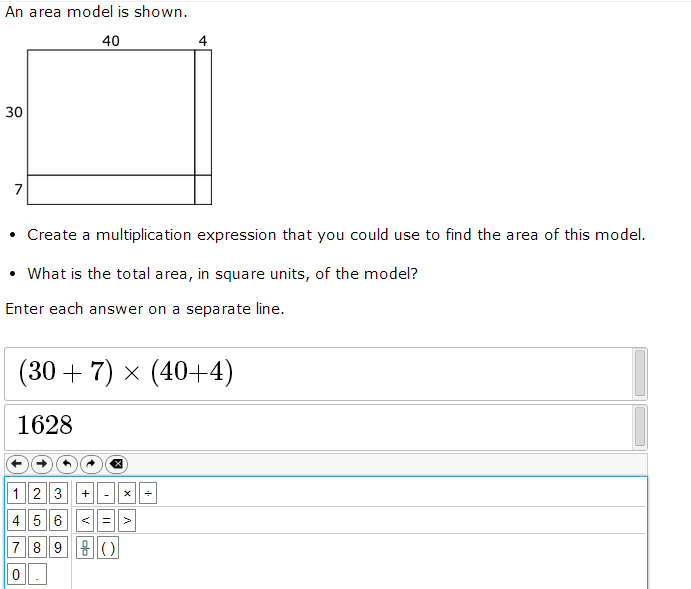 An area model is shown.
40 4
30
7
• Create a multiplication expression that you could use to find the area of this model.
• What is the total area, in square units, of the model?
Enter each answer on a separate line.
(30 + 7) × (40+4)
1628
1 2 3 + - × ÷
4 5 6 < = >
7 8 9 ()
0 .